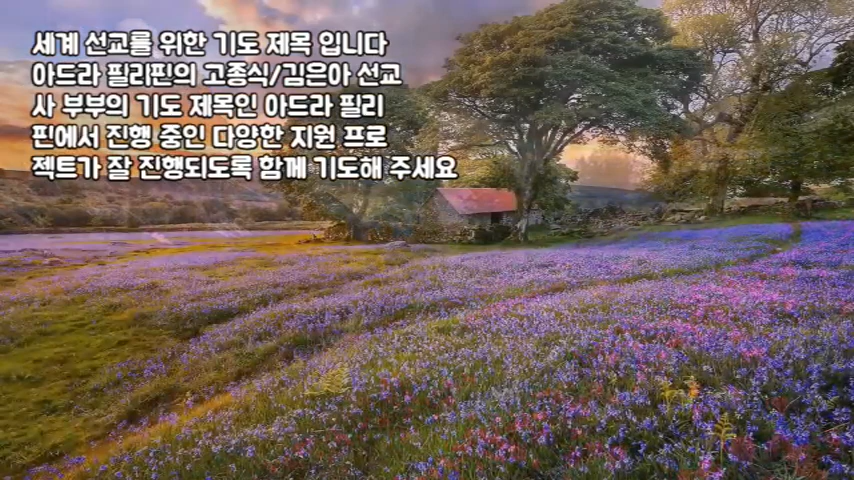 세계 선교를 위한 기도 제목 입니다
아드라 필리핀의 고종식/김은아 선교
사 부부의 기도 제목인 아드라 필리
핀에서 진행 중인 다양한 지원 프로
젝트가 잘 진행되도록 함께 기도해 주세요